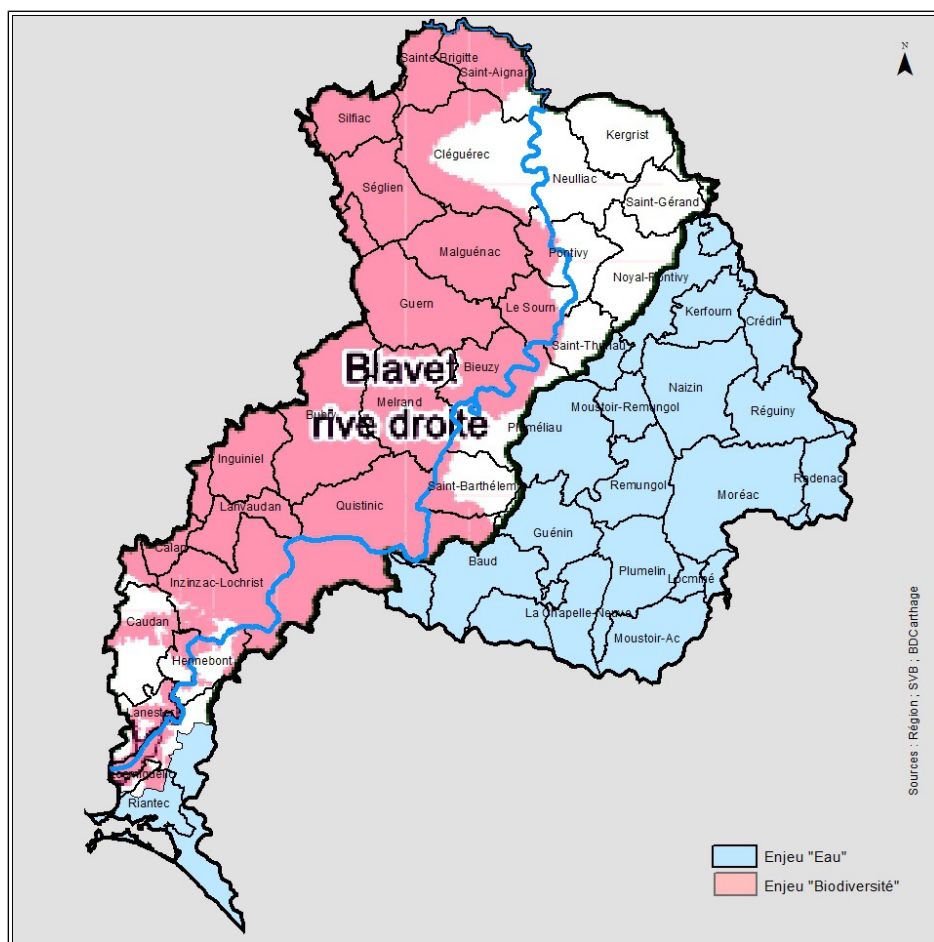 N
Sainte-Brigitte
Saint-Aignan
Silfiac
Kergrist
Cléguérec
Neulliac
Séglien
Saint-Gérand
Malguénac
Pontivy
Noyal-Pontivy
Guern
Le Sourn
Kerfourn
Crédin
Saint-Thuriau
Blavet
Bieuzy
Naizin
Melrand
Moustoir-Remungol
Réguiny
Bubry
rive droite
Pluméliau
Inguiniel
Saint-Barthélem
Remungol
Moréac
Radenac
Lanvaudan
Quistinic
Guénin
Calan
Baud
Plumelin
Locminé
Inzinzac-Lochrist
La Chapelle-Neuve
Caudan
Moustoir-Ac
Hennebont
Lanester
Riantec
Sources : Région ; SVB ; BDCarthage
Enjeu "Eau"
Enjeu "Biodiversité"